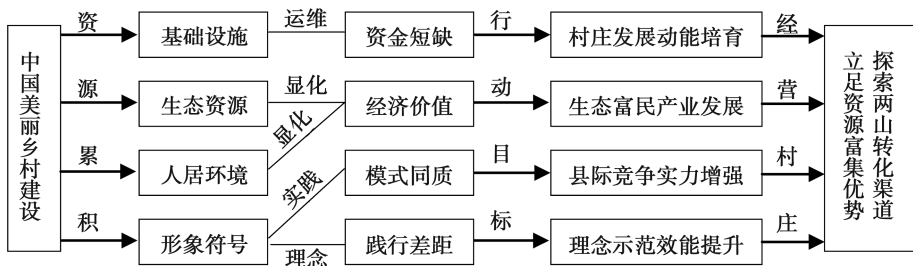 中国美丽乡村建设
资
源
累
积
基础设施
生态资源
人居环境
形象符号
运维
显化
显化
实践
理念
资金短缺
经济价值
模式同质
践行差距
行
动
目
标
村庄发展动能培育
生态富民产业发展
县际竞争实力增强
理念示范效能提升
经
营
村
庄
探索两山转化渠道
立足资源富集优势